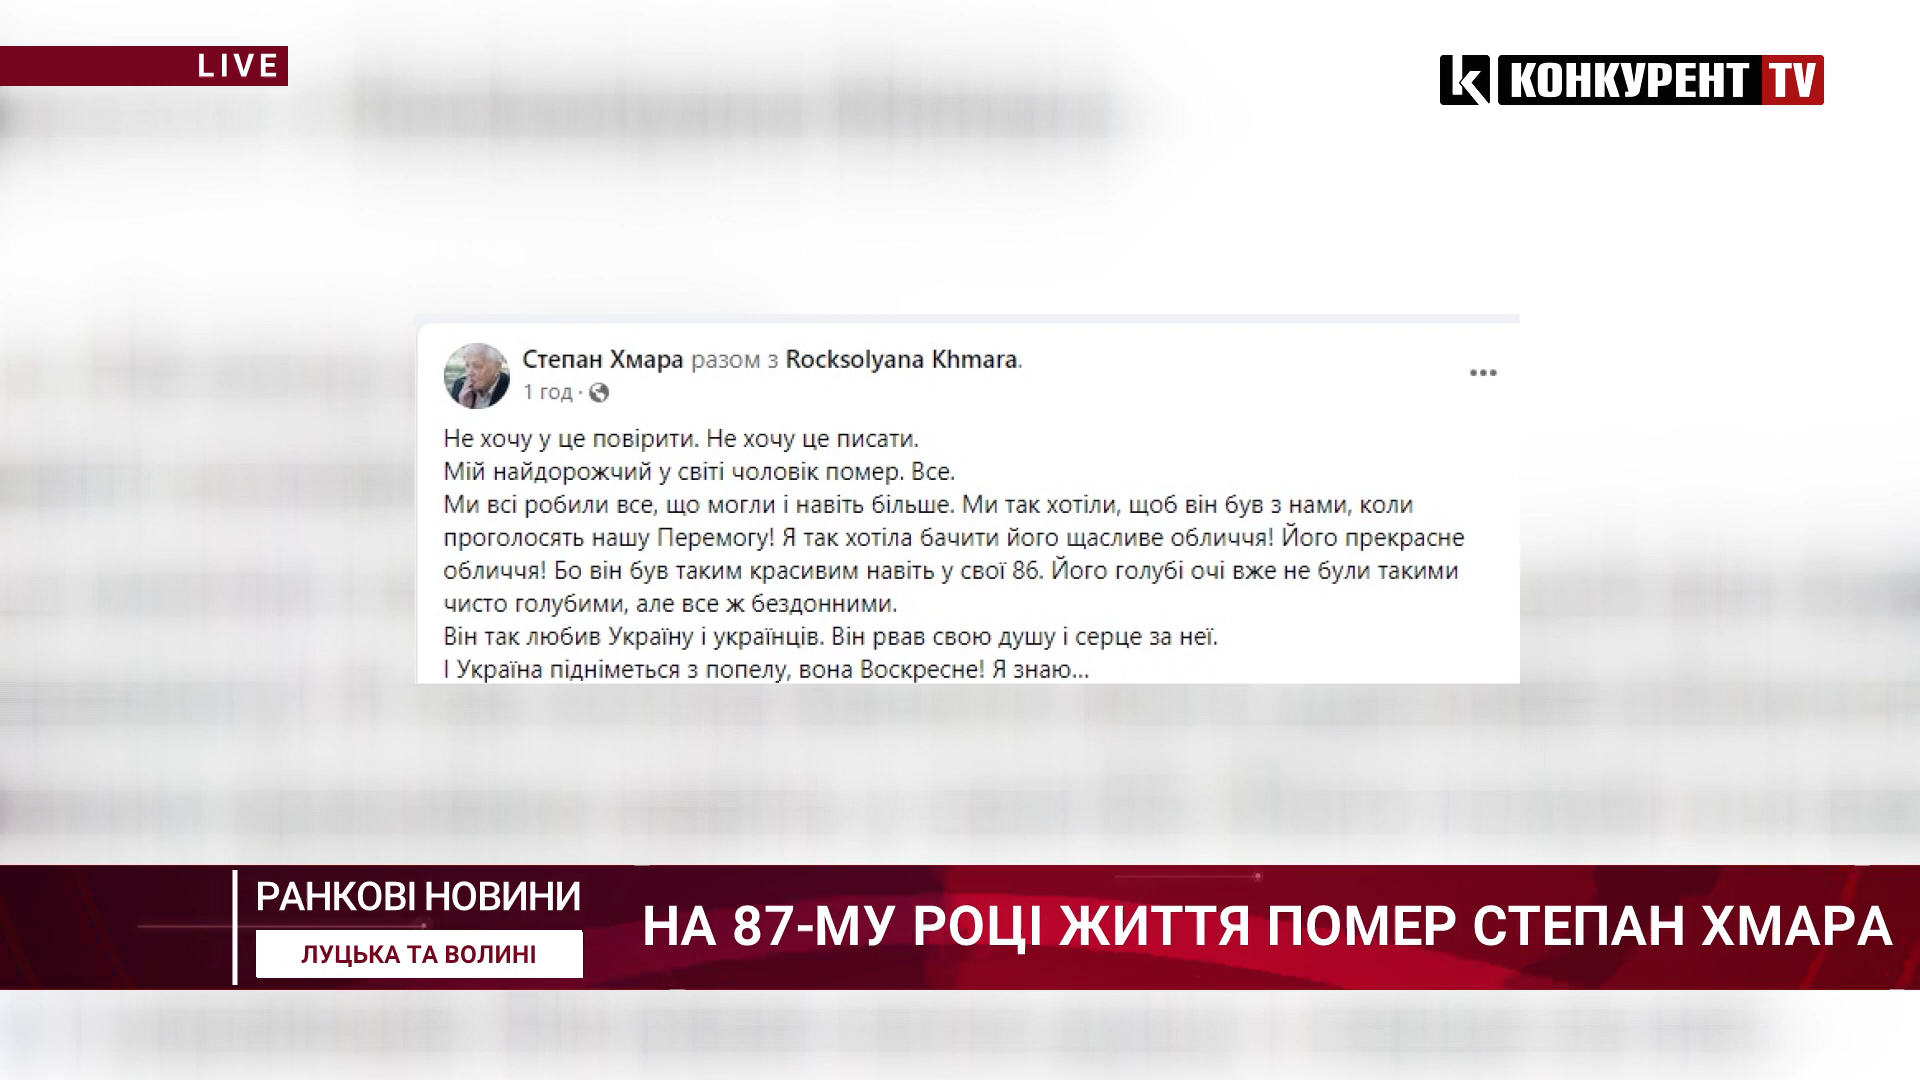 LIVE
КОНКУРЕНТ TV
Степан Хмара разом з Rocksolyana Khmara.
1 год ·
Не хочу у це повірити. Не хочу це писати.
Мій найдорожчий у світі чоловік помер. Все.
Ми всі робили все, що могли і навіть більше. Ми так хотіли, щоб він був з нами, коли
проголосять нашу Перемогу! Я так хотіла бачити його щасливе обличчя! Його прекрасне
обличчя! Бо він був таким красивим навіть у свої 86. Його голубі очі вже не були такими
чисто голубими, але все ж бездонними.
Він так любив Україну і українців. Він рвав свою душу і серце за неї.
І Україна підніметься з попелу, вона Воскресне! Я знаю...
РАНКОВІ НОВИНИ
ЛУЦЬКА ТА ВОЛИНІ
НА 87-МУ РОЦІ ЖИТТЯ ПОМЕР СТЕПАН ХМАРА